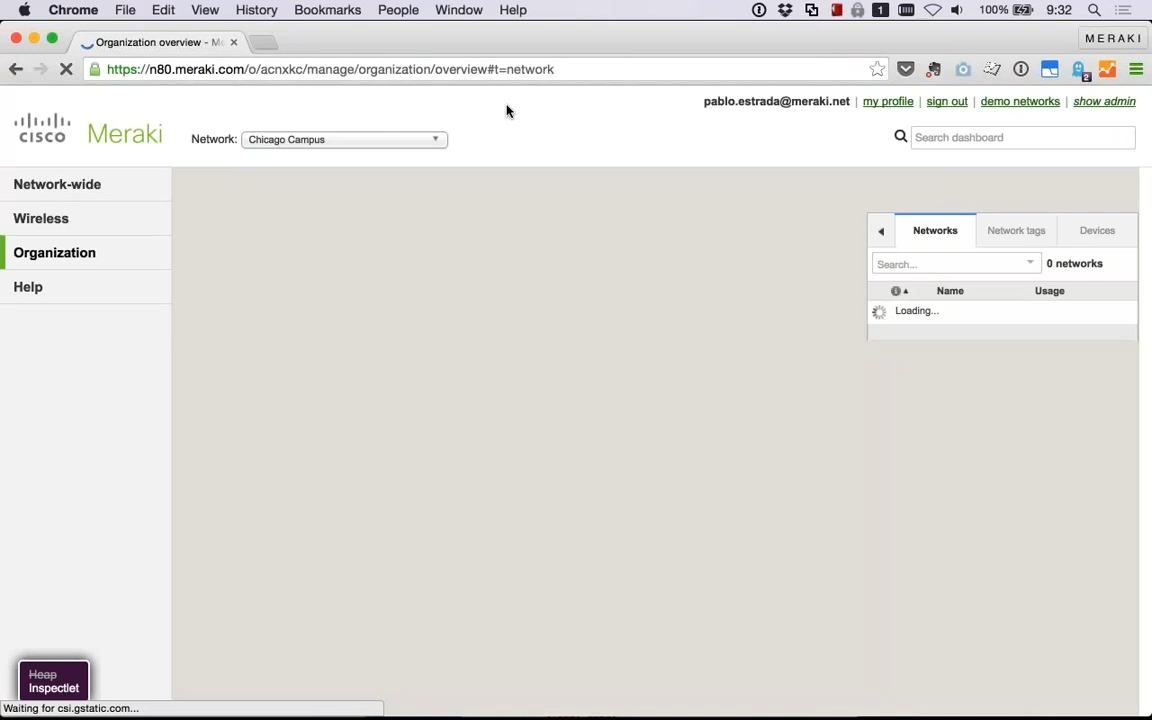 Chrome File Edit View History Bookmarks People Window Help 1 100% 9:32
Organization overview - Me
MERAKI
https://n80.meraki.com/o/acnxkc/manage/organization/overview#t=network
2
pablo.estrada@meraki.net | my profile | sign out | demo networks | show admin
cisco Meraki
Network: Chicago Campus
Search dashboard
Network-wide
Wireless
Organization
Help
Networks Network tags Devices
Search... 0 networks
Name Usage
Loading...
Heap
Inspectlet
Waiting for csi.gstatic.com...